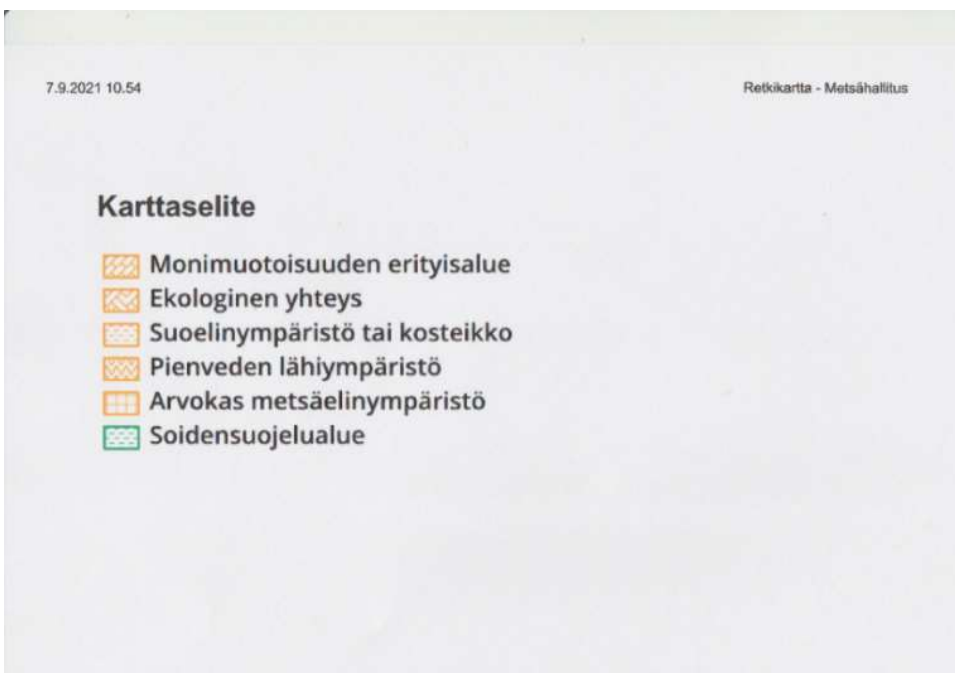 7.9.2021 10.54
Retkikartta - Metsähallitus
Karttaselite
Monimuotoisuuden erityisalue
Ekologinen yhteys
Suoelinympäristö tai kosteikko
Pienveden lähiympäristö
Arvokas metsäelinympäristö
Soidensuojelualue